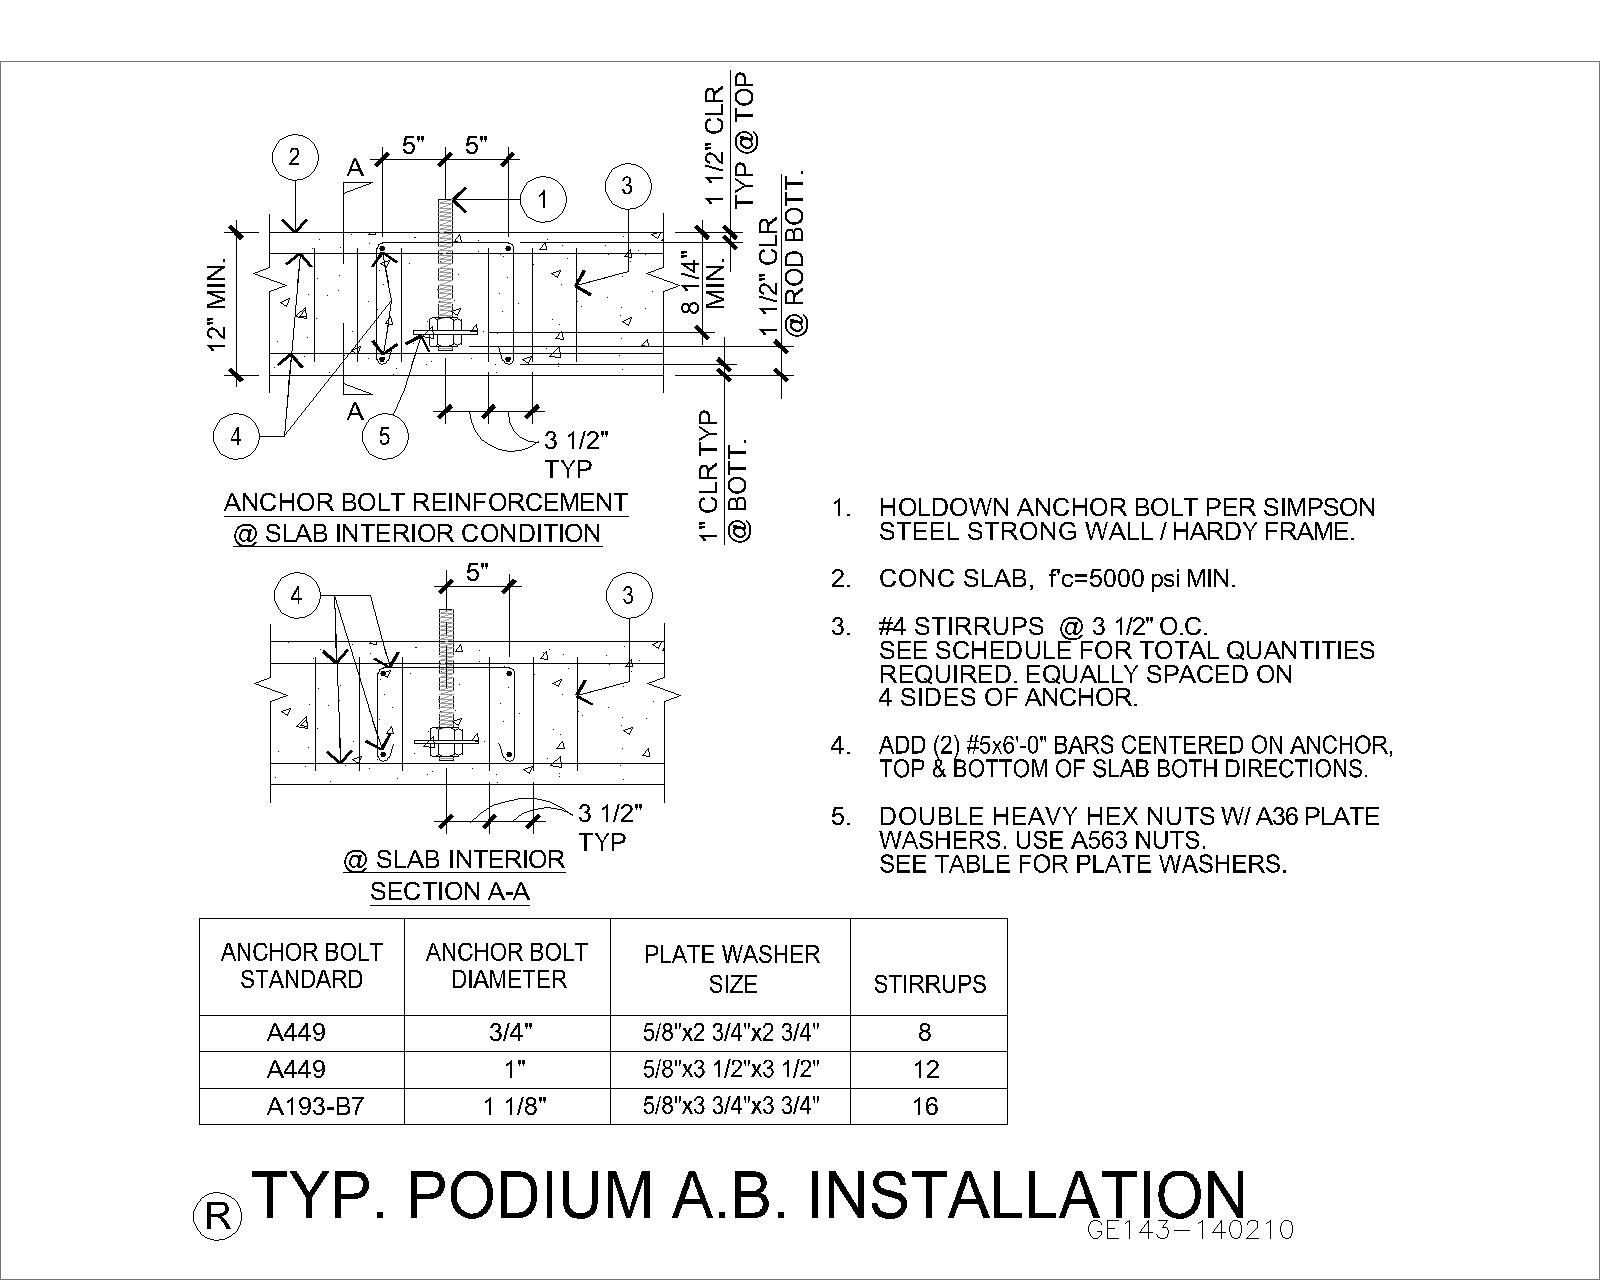 5" 5"
2
A
1
3
1 1/2" CLR
TYP @ TOP
12" MIN.
8 1/4"
MIN.
1 1/2" CLR
@ ROD BOTT.
A
4
5
3 1/2"
TYP
1" CLR TYP
@ BOTT.
ANCHOR BOLT REINFORCEMENT
@ SLAB INTERIOR CONDITION
5"
4
3
3 1/2"
TYP
@ SLAB INTERIOR
SECTION A-A
1. HOLDOWN ANCHOR BOLT PER SIMPSON
STEEL STRONG WALL / HARDY FRAME.
2. CONC SLAB, f'c=5000 psi MIN.
3. #4 STIRRUPS @ 3 1/2" O.C.
SEE SCHEDULE FOR TOTAL QUANTITIES
REQUIRED. EQUALLY SPACED ON
4 SIDES OF ANCHOR.
4. ADD (2) #5x6'-0" BARS CENTERED ON ANCHOR,
TOP & BOTTOM OF SLAB BOTH DIRECTIONS.
5. DOUBLE HEAVY HEX NUTS W/ A36 PLATE
WASHERS. USE A563 NUTS.
SEE TABLE FOR PLATE WASHERS.
ANCHOR BOLT
STANDARD
ANCHOR BOLT
DIAMETER
PLATE WASHER
SIZE
STIRRUPS
A449 3/4" 5/8"x2 3/4"x2 3/4" 8
A449 1" 5/8"x3 1/2"x3 1/2" 12
A193-B7 1 1/8" 5/8"x3 3/4"x3 3/4" 16
R TYP. PODIUM A.B. INSTALLATION
GE143-140210